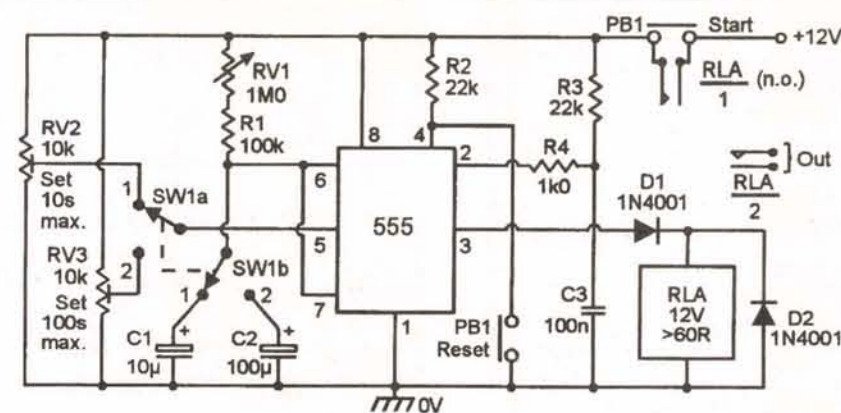 PB1
Start
+12V
RLA
1
(n.o.)
RV1
1M0
R1
100k
R2
22k
R3
22k
RV2
10k
Set
10s
max.
1
SW1a
8
4
6
2
R4
1k0
Out
RLA
2
D1
1N4001
555
5
3
RV3
10k
Set
100s
max.
2
SW1b
1
2
7
1
C1
10µ
+
C2
100µ
+
PB1
Reset
C3
100n
RLA
12V
>60R
D2
1N4001
0V